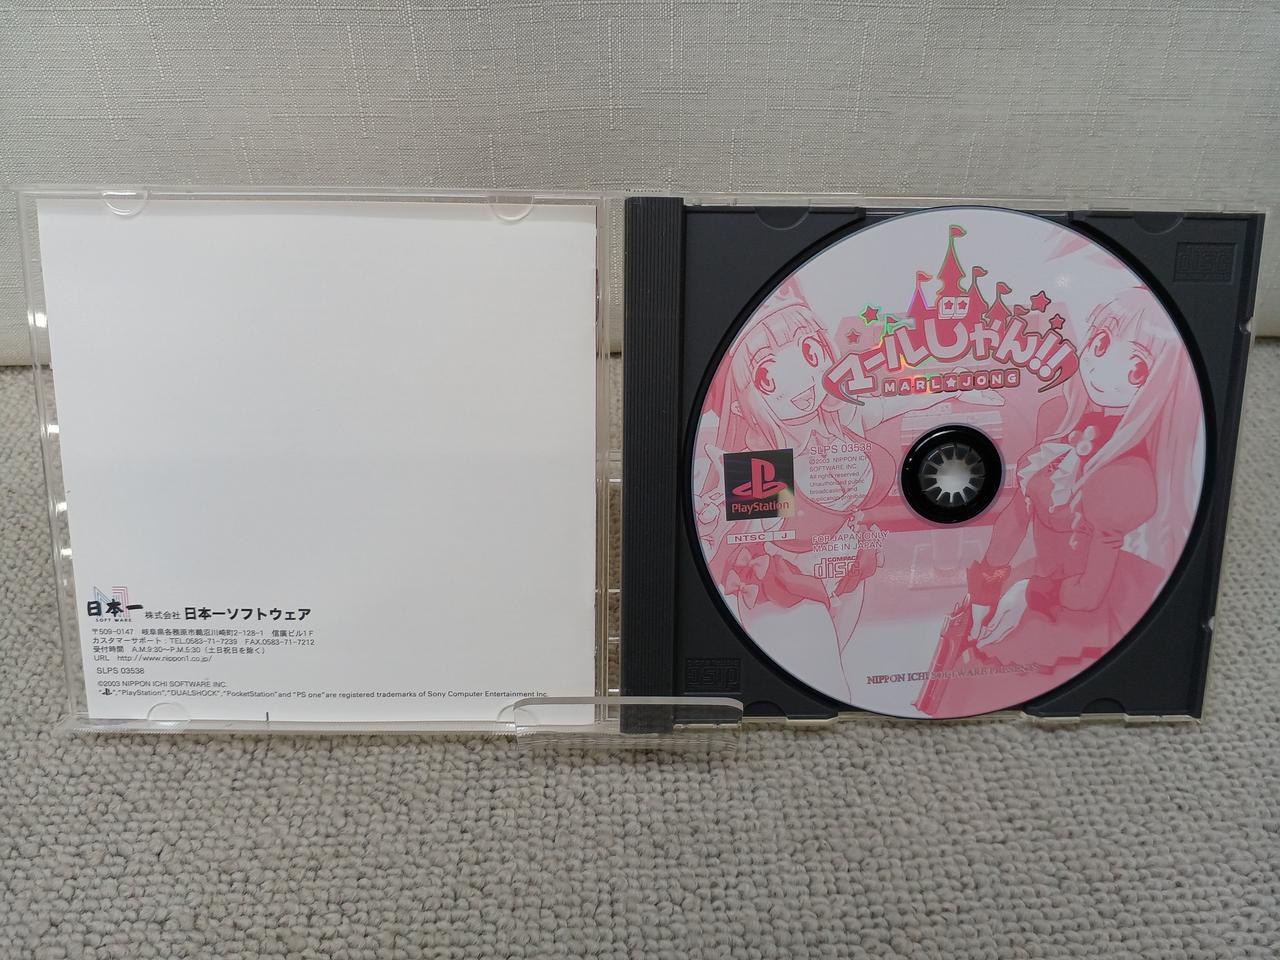 日本一
SOFT WARE
株式会社 日本一ソフトウェア
〒509-0147 岐阜県各務原市鵜沼川崎町2-128-1 信廣ビル1F
カスタマーサポート:TEL.0583-71-7239 FAX.0583-71-7212
受付時間 A.M.9:30~P.M.5:30 (土日祝日を除く)
URL http://www.nippon1.co.jp/
SLPS 03538
©2003 NIPPON ICHI SOFTWARE INC.
"PlayStation", "DUALSHOCK", "PocketStation" and "PS one" are registered trademarks of Sony Computer Entertainment Inc.
マールじゃん!!
MARL★JONG
SLPS 03538
©2003 NIPPON ICHI
SOFTWARE INC.
All rights reserved.
Unauthorized public
broadcasting and
duplication prohibited.
PlayStation
NTSC J
FOR JAPAN ONLY
MADE IN JAPAN
COMPACT
disc
NIPPON ICHI SOFTWARE PRESENTS